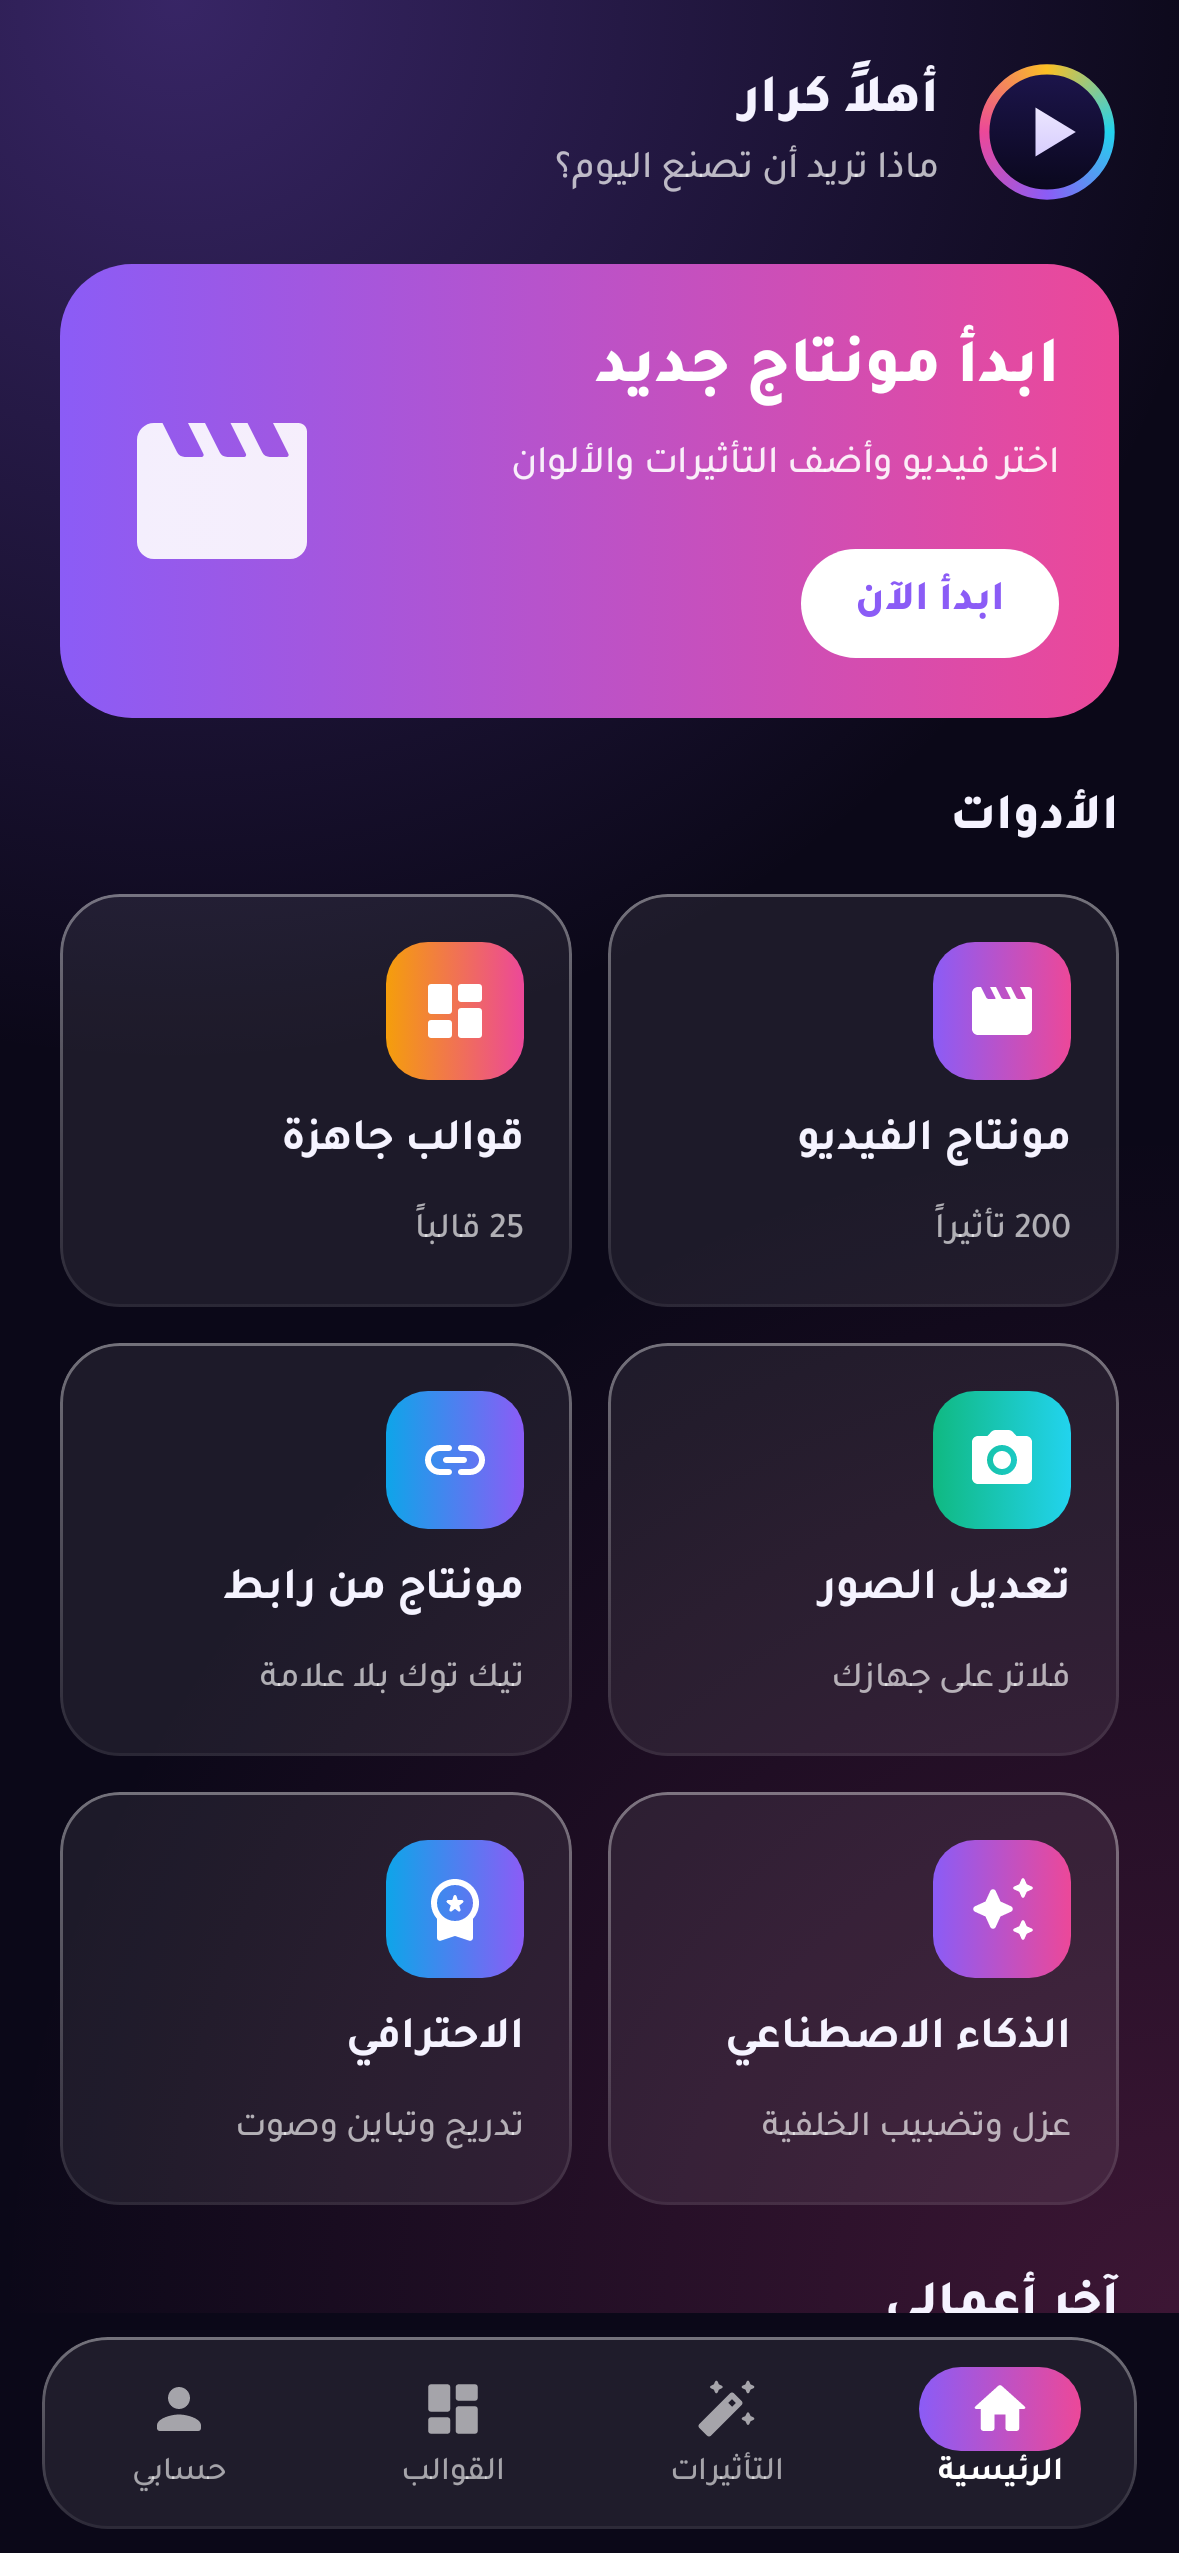 أهلاً كرار
ماذا تريد أن تصنع اليوم؟
ابدأ مونتاج جديد
اختر فيديو وأضف التأثيرات والألوان
ابدأ الآن
الأدوات
مونتاج الفيديو
200 تأثيراً
قوالب جاهزة
25 قالباً
تعديل الصور
فلاتر على جهازك
مونتاج من رابط
تيك توك بلا علامة
الذكاء الاصطناعي
عزل وتضبيب الخلفية
الاحترافي
تدريج وتباين وصوت
آخر أعمالي
الرئيسية
التأثيرات
القوالب
حسابي